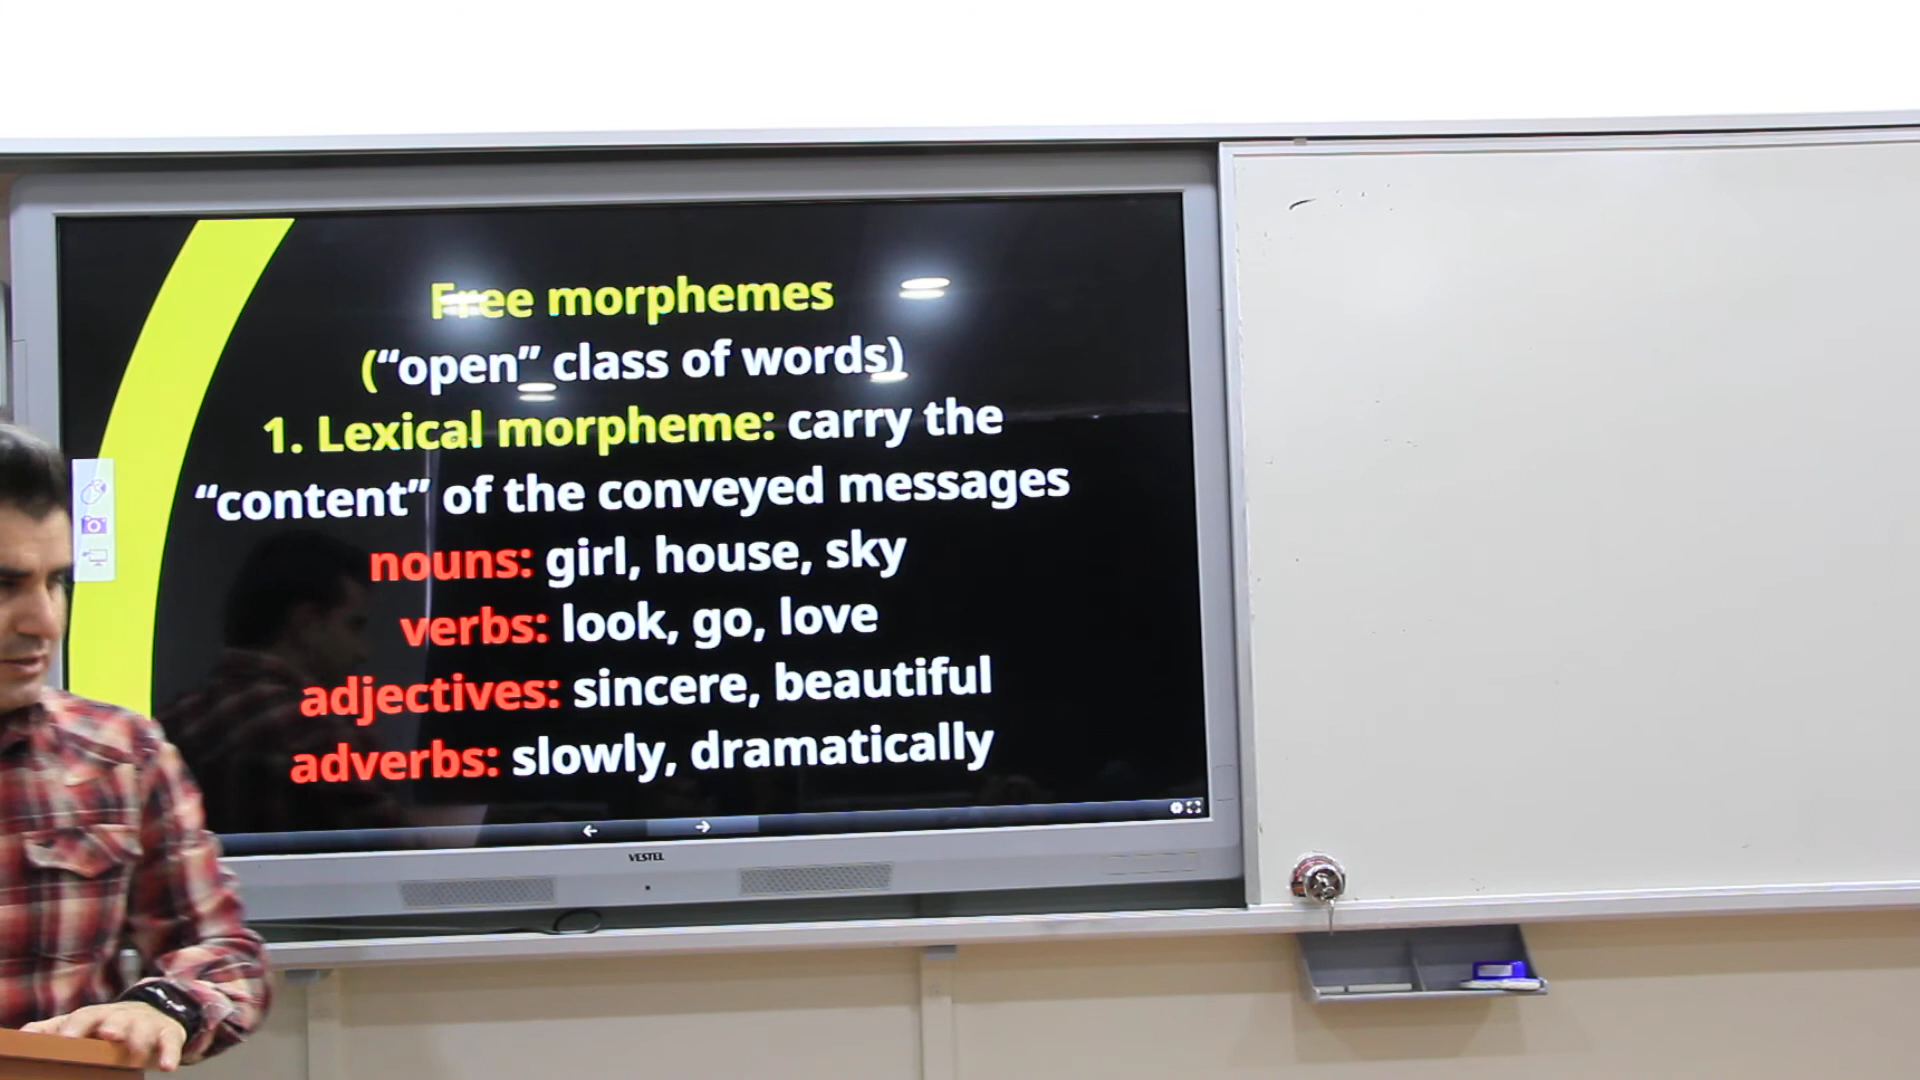 Free morphemes
(“open” class of words)
1. Lexical morpheme: carry the
“content” of the conveyed messages
nouns: girl, house, sky
verbs: look, go, love
adjectives: sincere, beautiful
adverbs: slowly, dramatically
VESTEL